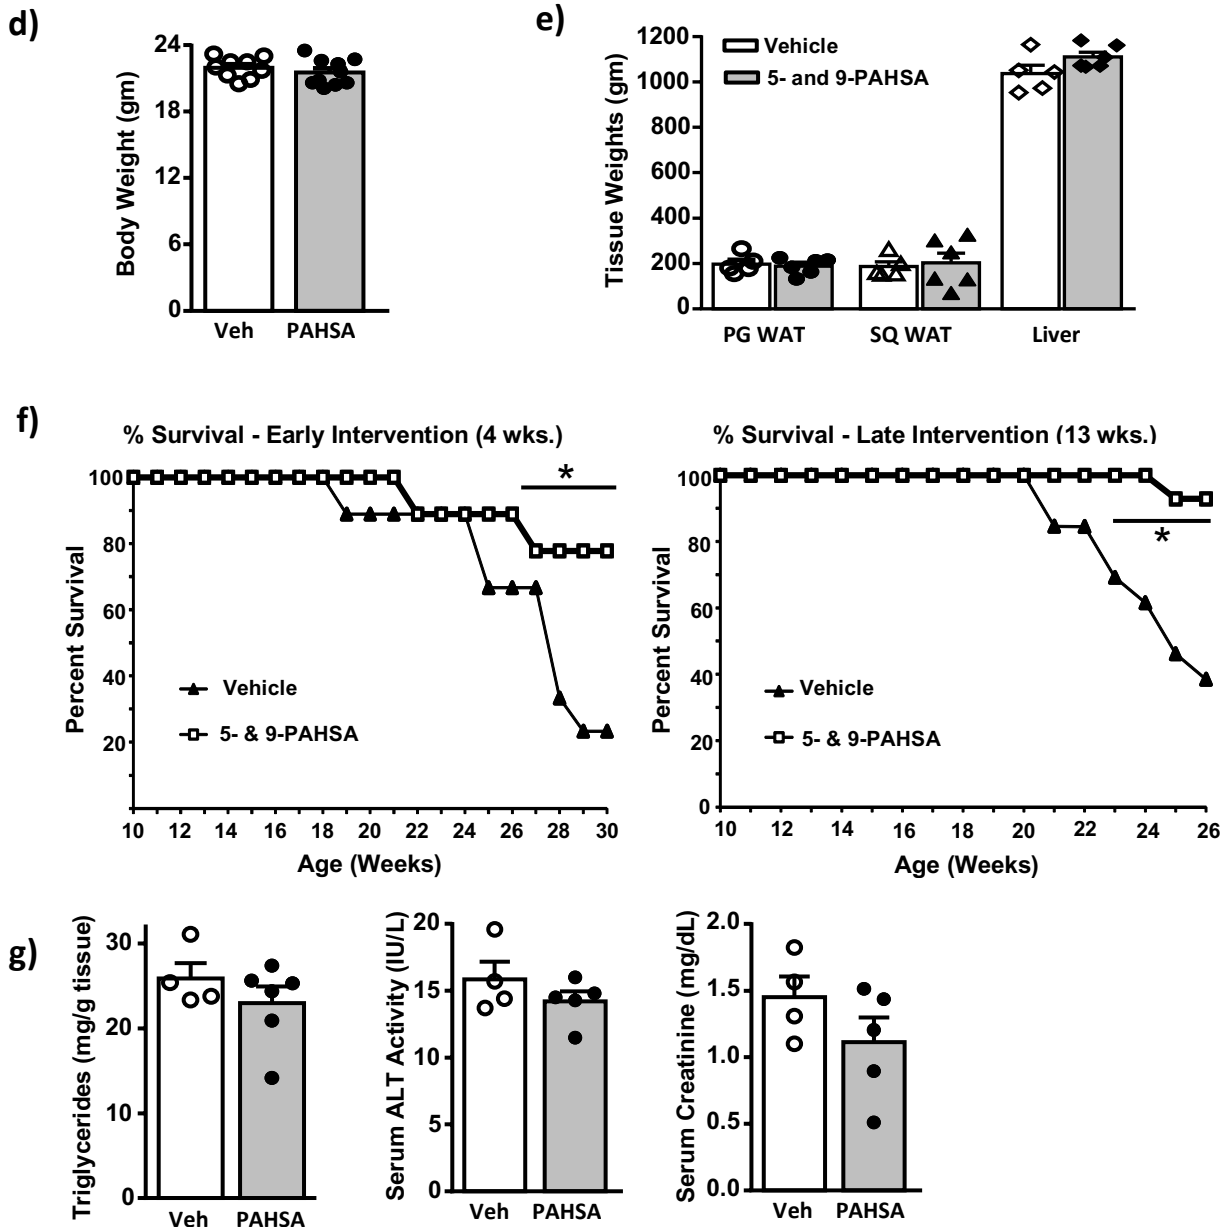 d)
Body Weight (gm)
24
18
12
6
0
Veh PAHSA
e)
Tissue Weights (gm)
1200
1000
800
600
400
200
0
Vehicle
5- and 9-PAHSA
PG WAT SQ WAT Liver
f)
% Survival - Early Intervention (4 wks.)
Percent Survival
100
80
60
40
20
*
Vehicle
5- & 9-PAHSA
10 12 14 16 18 20 22 24 26 28 30
Age (Weeks)
% Survival - Late Intervention (13 wks.)
Percent Survival
100
80
60
40
20
0
*
Vehicle
5- & 9-PAHSA
10 12 14 16 18 20 22 24 26
Age (Weeks)
g)
Triglycerides (mg/g tissue)
30
20
10
0
Veh PAHSA
Serum ALT Activity (IU/L)
20
15
10
5
0
Veh PAHSA
Serum Creatinine (mg/dL)
2.0
1.5
1.0
0.5
0.0
Veh PAHSA